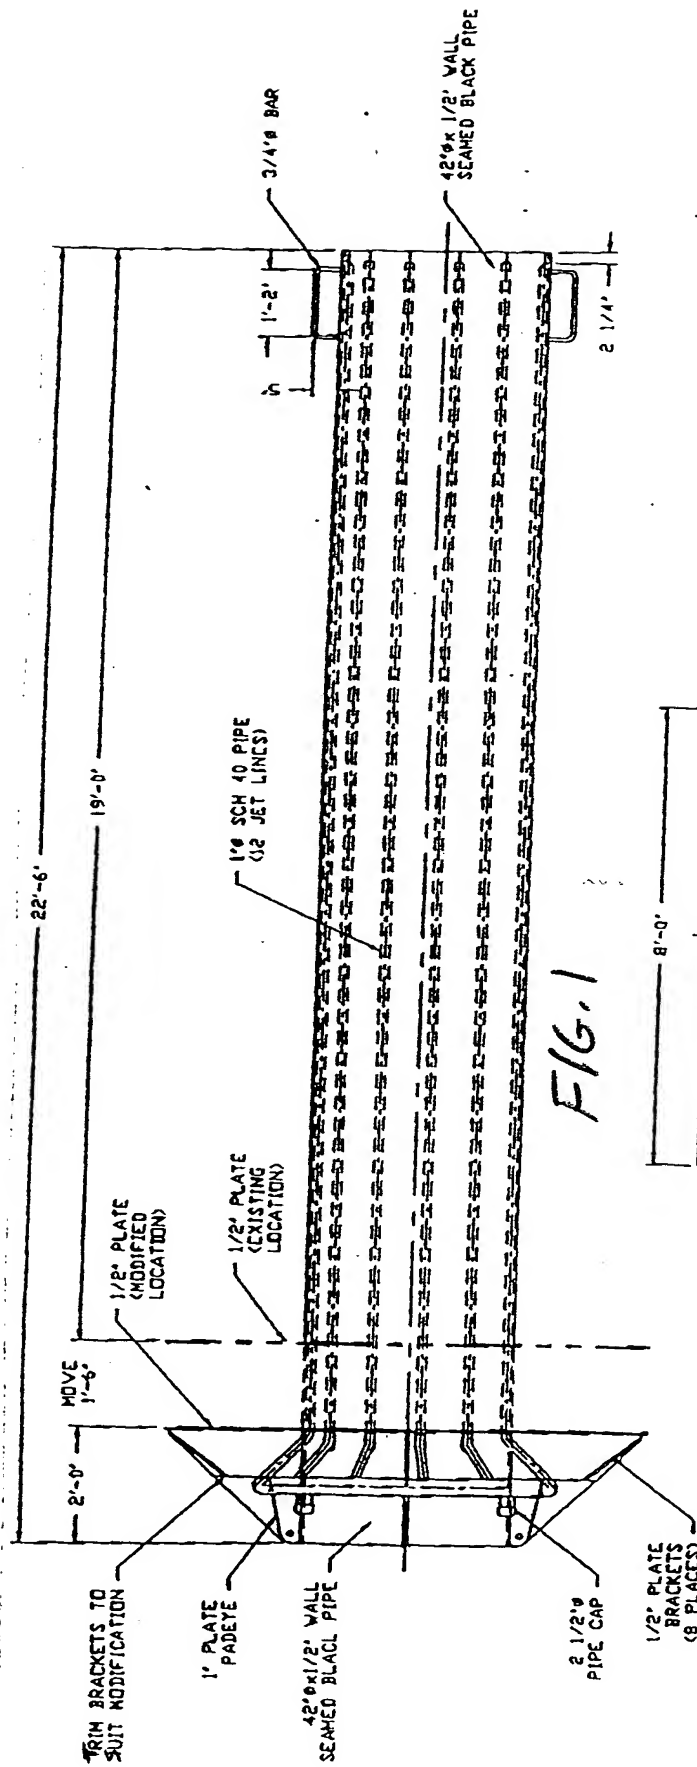 22'-6'
19'-0'
MOVE
1'-6'
2'-0'
1/2' PLATE
(MODIFIED
LOCATION)
1/2' PLATE
(EXISTING
LOCATION)
1'ø SCH 40 PIPE
(12 JET LINES)
1'-2'
3/4'ø BAR
42'øx 1/2' WALL
SEAMED BLACK PIPE
2 1/4'
TRIM BRACKETS TO
SUIT MODIFICATION
1' PLATE
PADEYE
42'øx1/2' WALL
SEAMED BLACL PIPE
2 1/2'ø
PIPE CAP
1/2' PLATE
BRACKETS
(8 PLACES)
FIG. 1
8'-0'